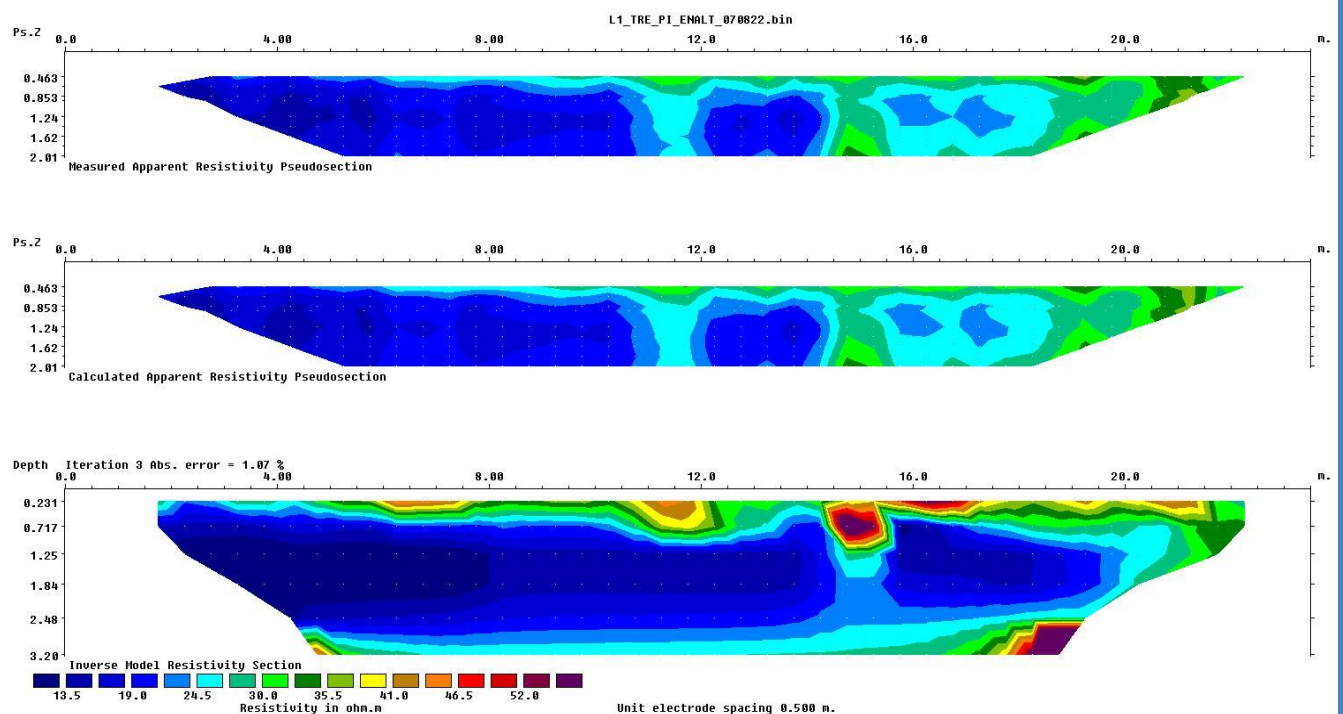 L1_TRE_PI_ENALT_070822.bin
Ps.Z 0.0 4.00 8.00 12.0 16.0 20.0 m.
0.463
0.853
1.24
1.62
2.01
Measured Apparent Resistivity Pseudosection
Ps.Z 0.0 4.00 8.00 12.0 16.0 20.0 m.
0.463
0.853
1.24
1.62
2.01
Calculated Apparent Resistivity Pseudosection
Depth Iteration 3 Abs. error = 1.07 %
0.0 4.00 8.00 12.0 16.0 20.0 m.
0.231
0.717
1.25
1.84
2.48
3.20
Inverse Model Resistivity Section
13.5 19.0 24.5 30.0 35.5 41.0 46.5 52.0
Resistivity in ohm.m Unit electrode spacing 0.500 m.